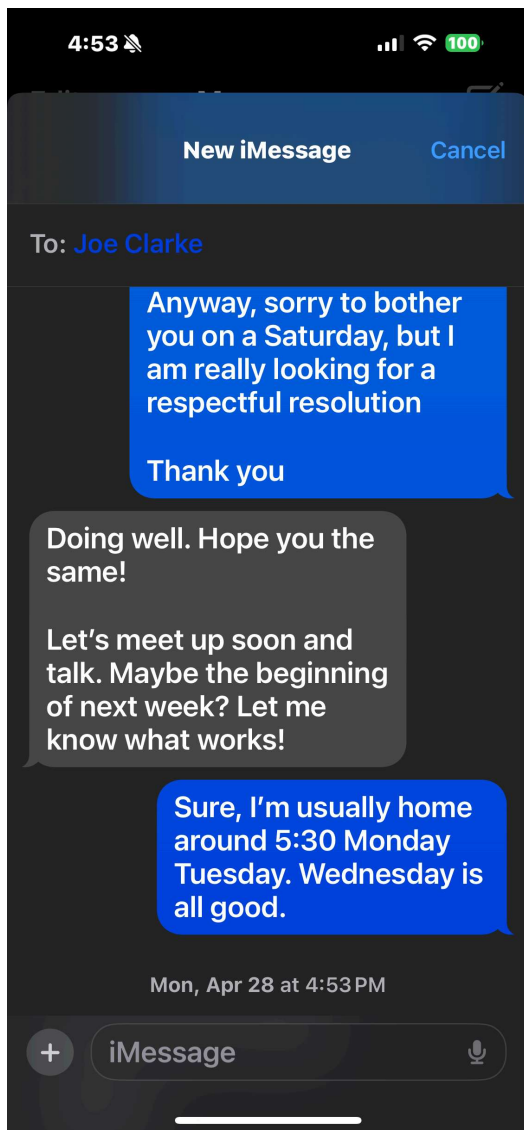 4:53
100
New iMessage
Cancel
To: Joe Clarke
Anyway, sorry to bother
you on a Saturday, but I
am really looking for a
respectful resolution
Thank you
Doing well. Hope you the
same!
Let's meet up soon and
talk. Maybe the beginning
of next week? Let me
know what works!
Sure, I'm usually home
around 5:30 Monday
Tuesday. Wednesday is
all good.
Mon, Apr 28 at 4:53 PM
iMessage